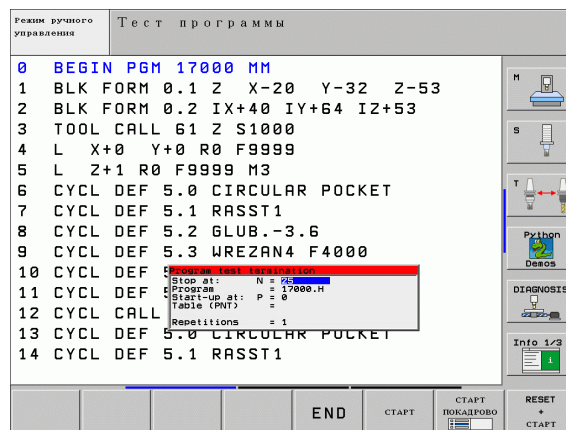 Режим ручного
управления
Тест программы
0 BEGIN PGM 17000 MM
1 BLK FORM 0.1 Z X-20 Y-32 Z-53
2 BLK FORM 0.2 IX+40 IY+64 IZ+53
3 TOOL CALL 61 Z S1000
4 L X+0 Y+0 R0 F9999
5 L Z+1 R0 F9999 M3
6 CYCL DEF 5.0 CIRCULAR POCKET
7 CYCL DEF 5.1 RASST1
8 CYCL DEF 5.2 GLUB.-3.6
9 CYCL DEF 5.3 WREZAN4 F4000
10 CYCL DEF
11 CYCL DEF
12 CYCL CALL
13 CYCL DEF 5.0 CIRCULAR POCKET
14 CYCL DEF 5.1 RASST1
Program test termination
Stop at: N = 25
Program = 17000.H
Start-up at: P = 0
Table (PNT) =
Repetitions = 1
M
S
T
Python
Demos
DIAGNOSIS
Info 1/3
END
СТАРТ
СТАРТ
ПОКАДРОВО
RESET
+
СТАРТ